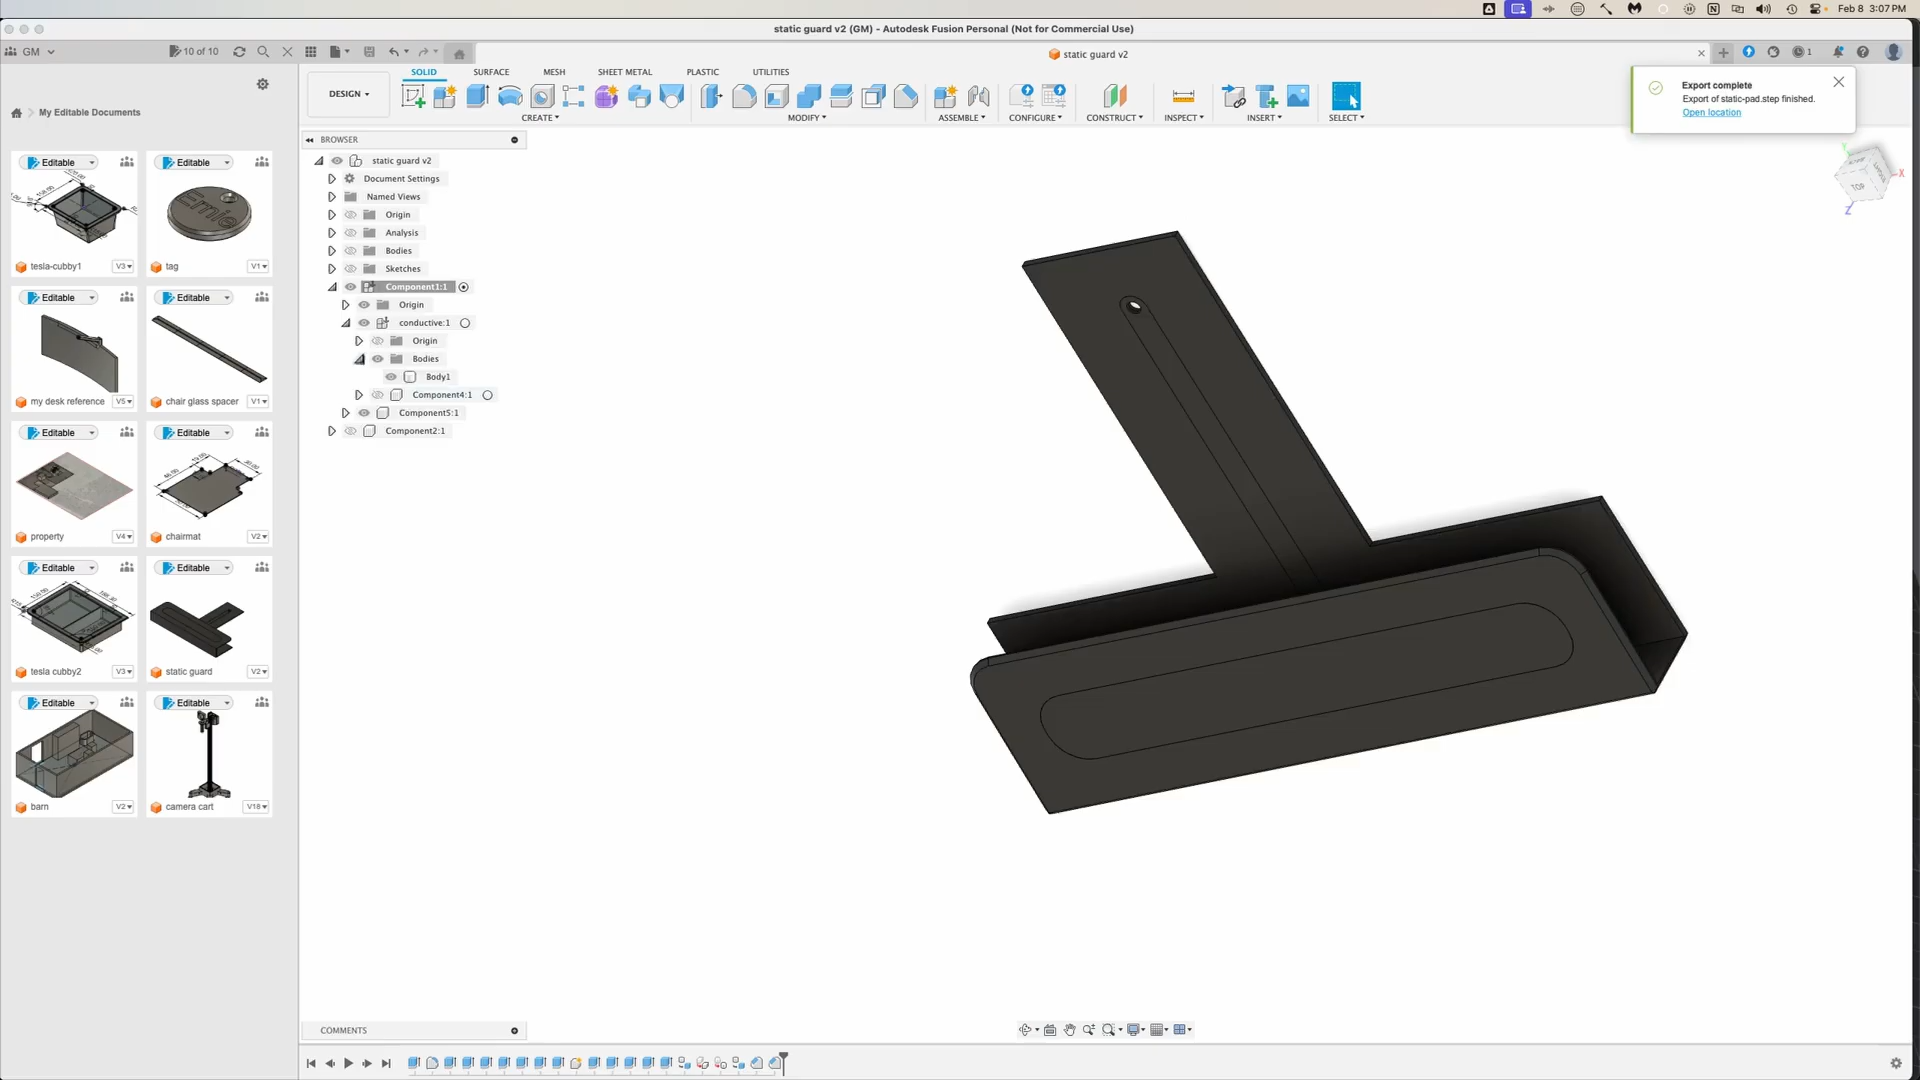 Feb 8 3:07 PM
static guard v2 (GM) - Autodesk Fusion Personal (Not for Commercial Use)
GM
10 of 10
static guard v2
1
SOLID
SURFACE
MESH
SHEET METAL
PLASTIC
UTILITIES
DESIGN
CREATE
MODIFY
ASSEMBLE
CONFIGURE
CONSTRUCT
INSPECT
INSERT
SELECT
Export complete
Export of static-pad.step finished.
Open location
My Editable Documents
Editable
Editable
Ernie
tesla-cubby1
V3
tag
V1
Editable
Editable
my desk reference
V5
chair glass spacer
V1
Editable
Editable
property
V4
chairmat
V2
Editable
Editable
tesla cubby2
V3
static guard
V2
Editable
Editable
barn
V2
camera cart
V18
BROWSER
static guard v2
Document Settings
Named Views
Origin
Analysis
Bodies
Sketches
Component1:1
Origin
conductive:1
Origin
Bodies
Body1
Component4:1
Component5:1
Component2:1
TOP
X
Y
Z
COMMENTS